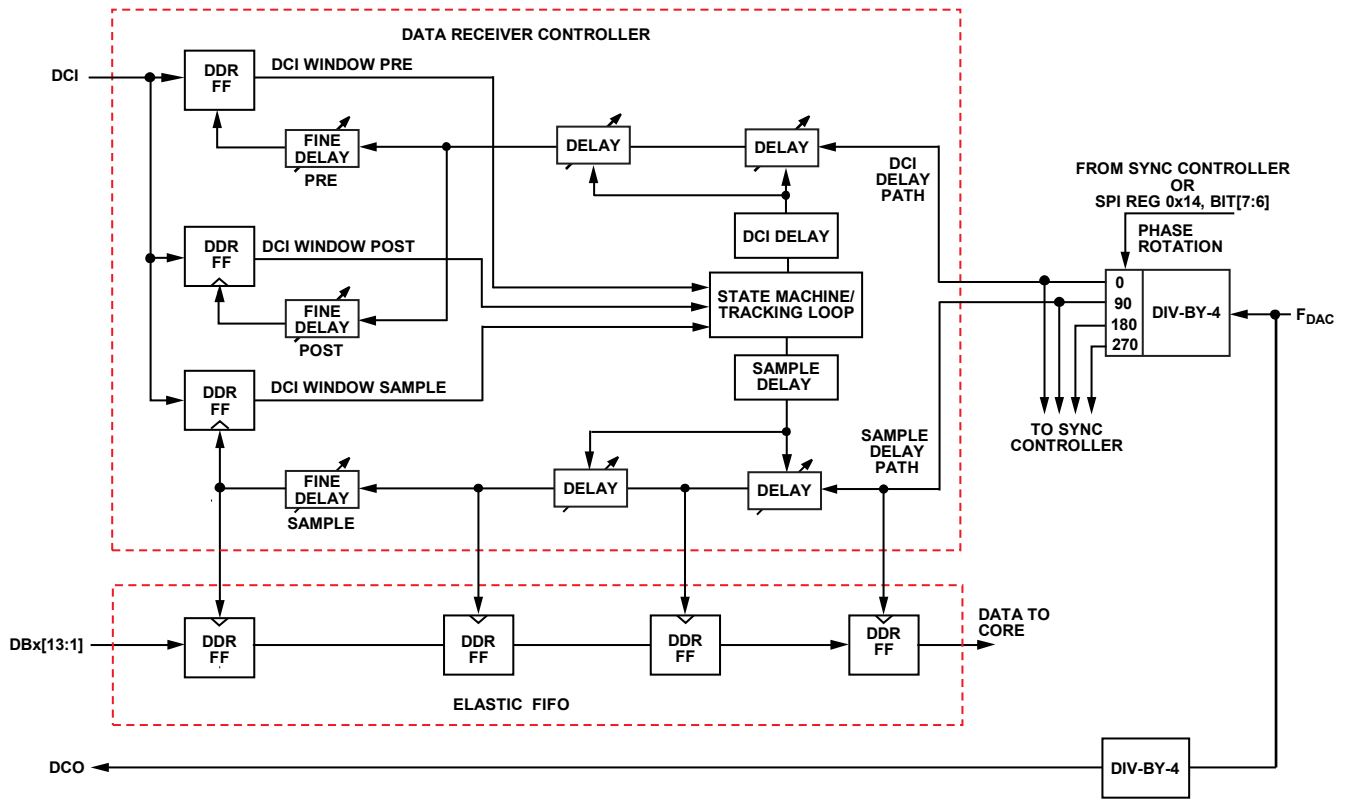 DATA RECEIVER CONTROLLER
DCI
DDR
FF
DCI WINDOW PRE
FINE
DELAY
PRE
DELAY
DELAY
DCI
DELAY
PATH
FROM SYNC CONTROLLER
OR
SPI REG 0x14, BIT[7:6]
PHASE
ROTATION
DDR
FF
DCI WINDOW POST
FINE
DELAY
POST
DCI DELAY
STATE MACHINE/
TRACKING LOOP
0
90
180
270
DIV-BY-4
FDAC
DDR
FF
DCI WINDOW SAMPLE
SAMPLE
DELAY
TO SYNC
CONTROLLER
SAMPLE
DELAY
PATH
FINE
DELAY
SAMPLE
DELAY
DELAY
DBx[13:1]
DDR
FF
DDR
FF
DDR
FF
DDR
FF
DATA TO
CORE
ELASTIC FIFO
DCO
DIV-BY-4